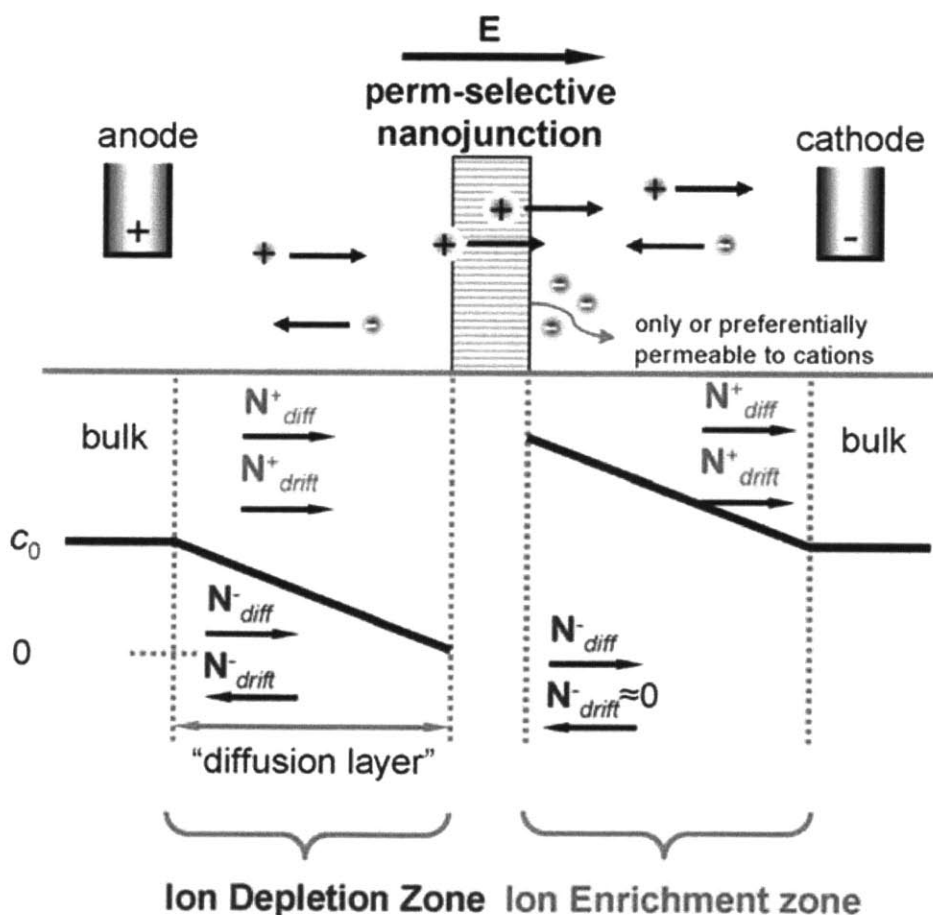 E
perm-selective
nanojunction
anode
cathode
+
-
+
+
+
+
-
-
-
-
-
only or preferentially
permeable to cations
bulk
N⁺diff
N⁺drift
N⁺diff
N⁺drift
bulk
c₀
N⁻diff
0
N⁻drift
N⁻diff
N⁻drift≈0
“diffusion layer”
Ion Depletion Zone Ion Enrichment zone